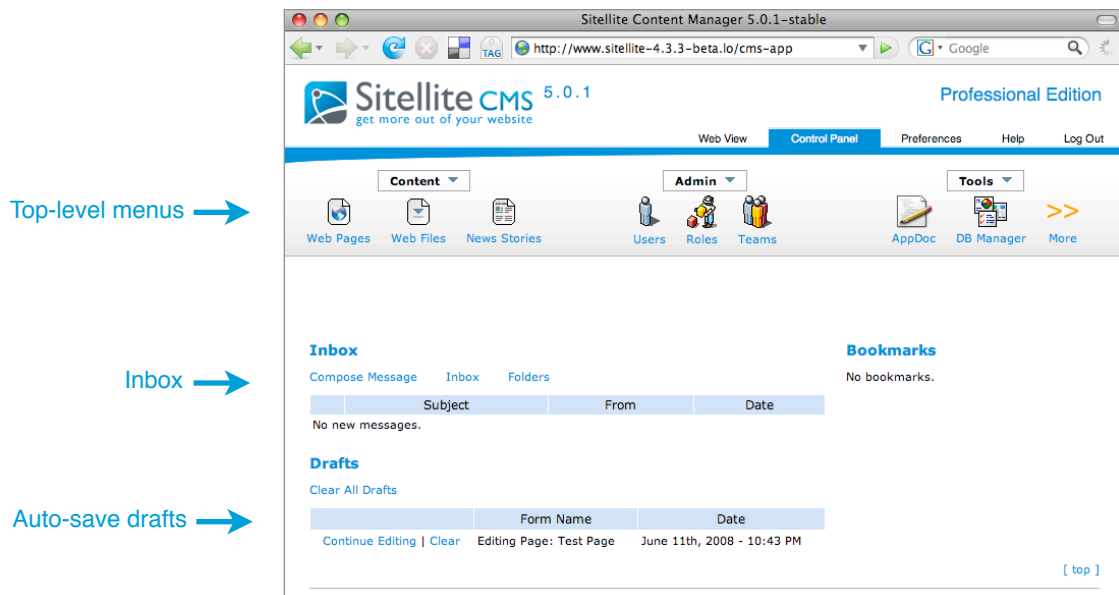 Sitellite Content Manager 5.0.1-stable
TAG http://www.sitellite-4.3.3-beta.lo/cms-app G Google
Sitellite CMS 5.0.1
get more out of your website
Professional Edition
Web View Control Panel Preferences Help Log Out
Content Admin Tools
Top-level menus
>>
Web Pages Web Files News Stories Users Roles Teams AppDoc DB Manager More
Inbox Bookmarks
Inbox
Compose Message Inbox Folders No bookmarks.
Subject From Date
No new messages.
Drafts
Clear All Drafts
Auto-save drafts
Form Name Date
Continue Editing | Clear Editing Page: Test Page June 11th, 2008 - 10:43 PM
[ top ]